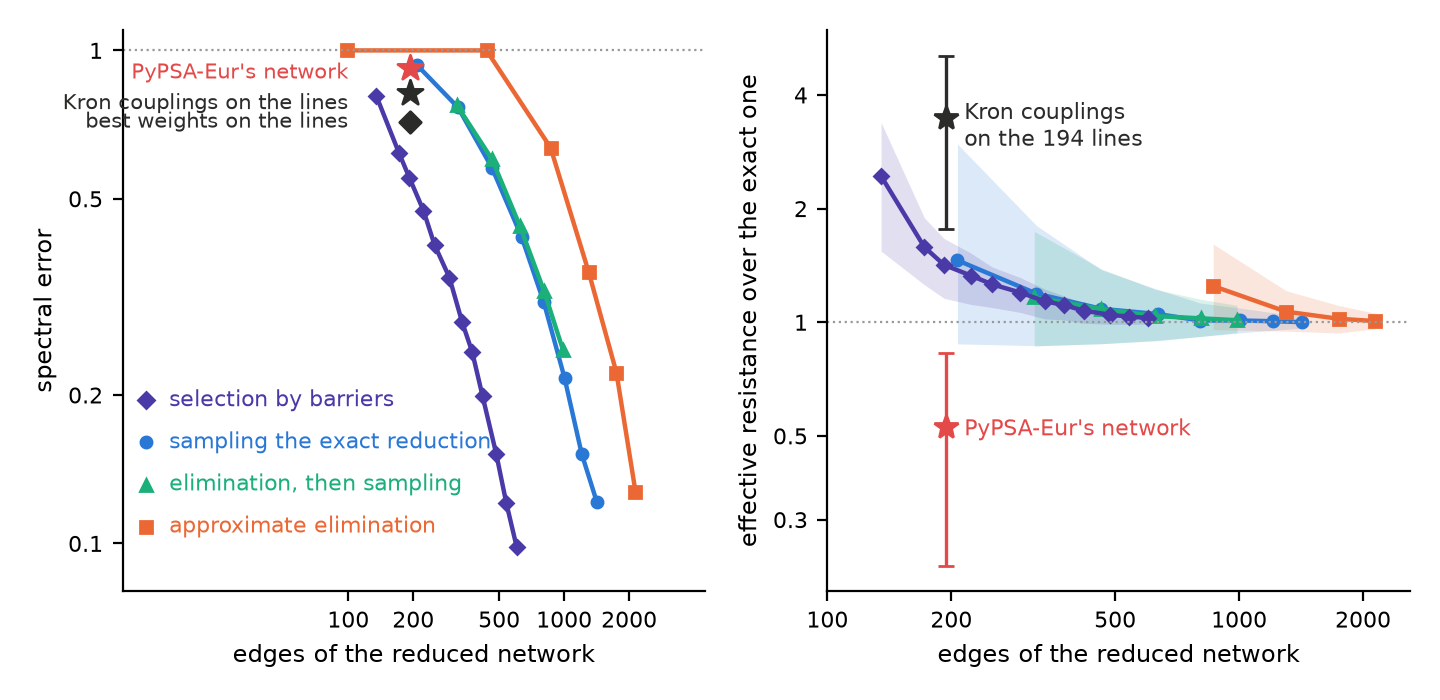 1
0.5
0.2
0.1
spectral error
PyPSA-Eur's network
Kron couplings on the lines
best weights on the lines
selection by barriers
sampling the exact reduction
elimination, then sampling
approximate elimination
100 200 500 1000 2000
edges of the reduced network
4
2
1
0.5
0.3
effective resistance over the exact one
Kron couplings
on the 194 lines
PyPSA-Eur's network
100 200 500 1000 2000
edges of the reduced network